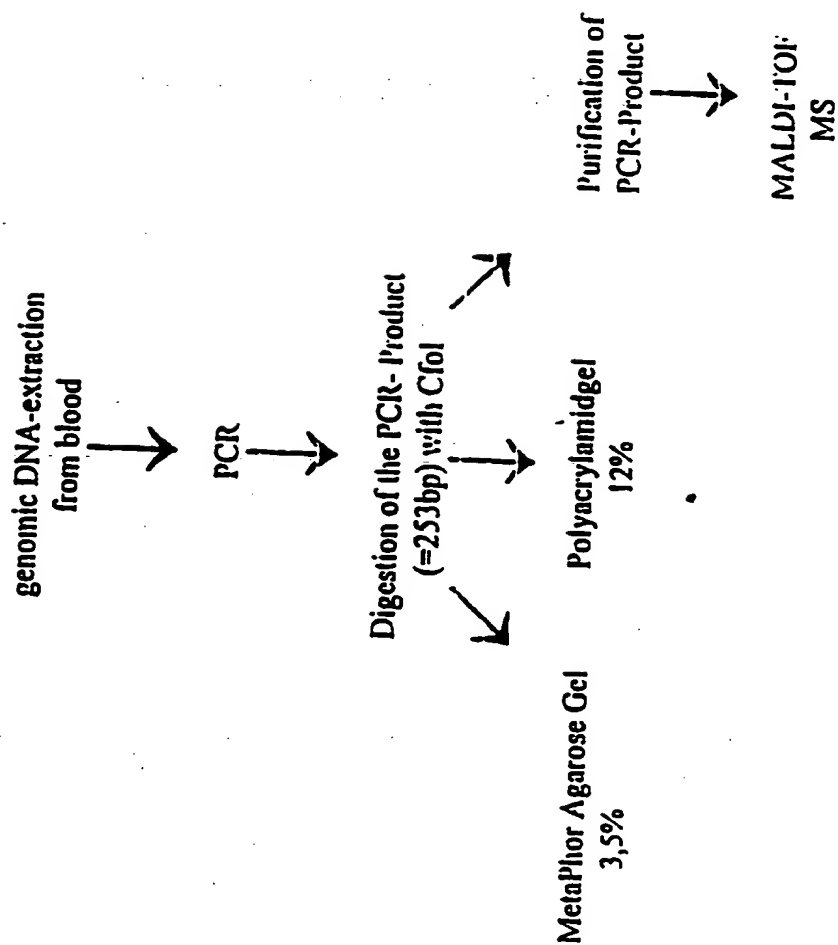 genomic DNA-extraction
from blood
PCR
Digestion of the PCR- Product
(=253bp) with CfoI
MetaPhor Agarose Gel
3,5%
Polyacrylamidgel
12%
Purification of
PCR-Product
MALDI-TOF
MS